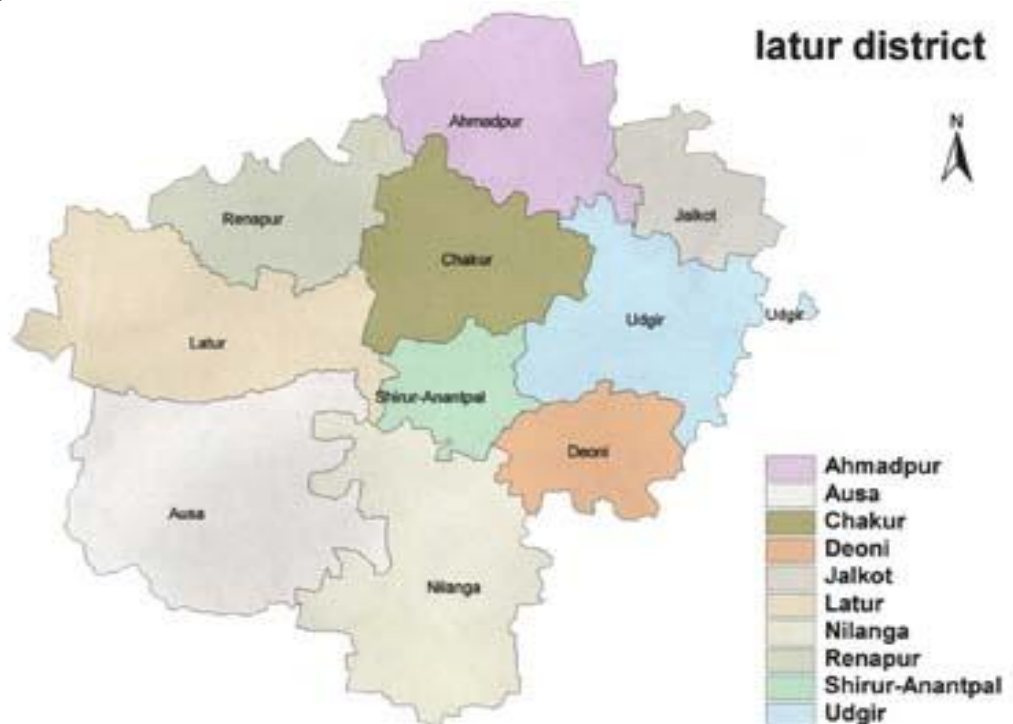 latur district
N
Ahmadpur
Jalkot
Renapur
Chakur
Udgir
Udgir
Latur
Shirur-Anantpal
Deoni
Ausa
Nilanga
Ahmadpur
Ausa
Chakur
Deoni
Jalkot
Latur
Nilanga
Renapur
Shirur-Anantpal
Udgir